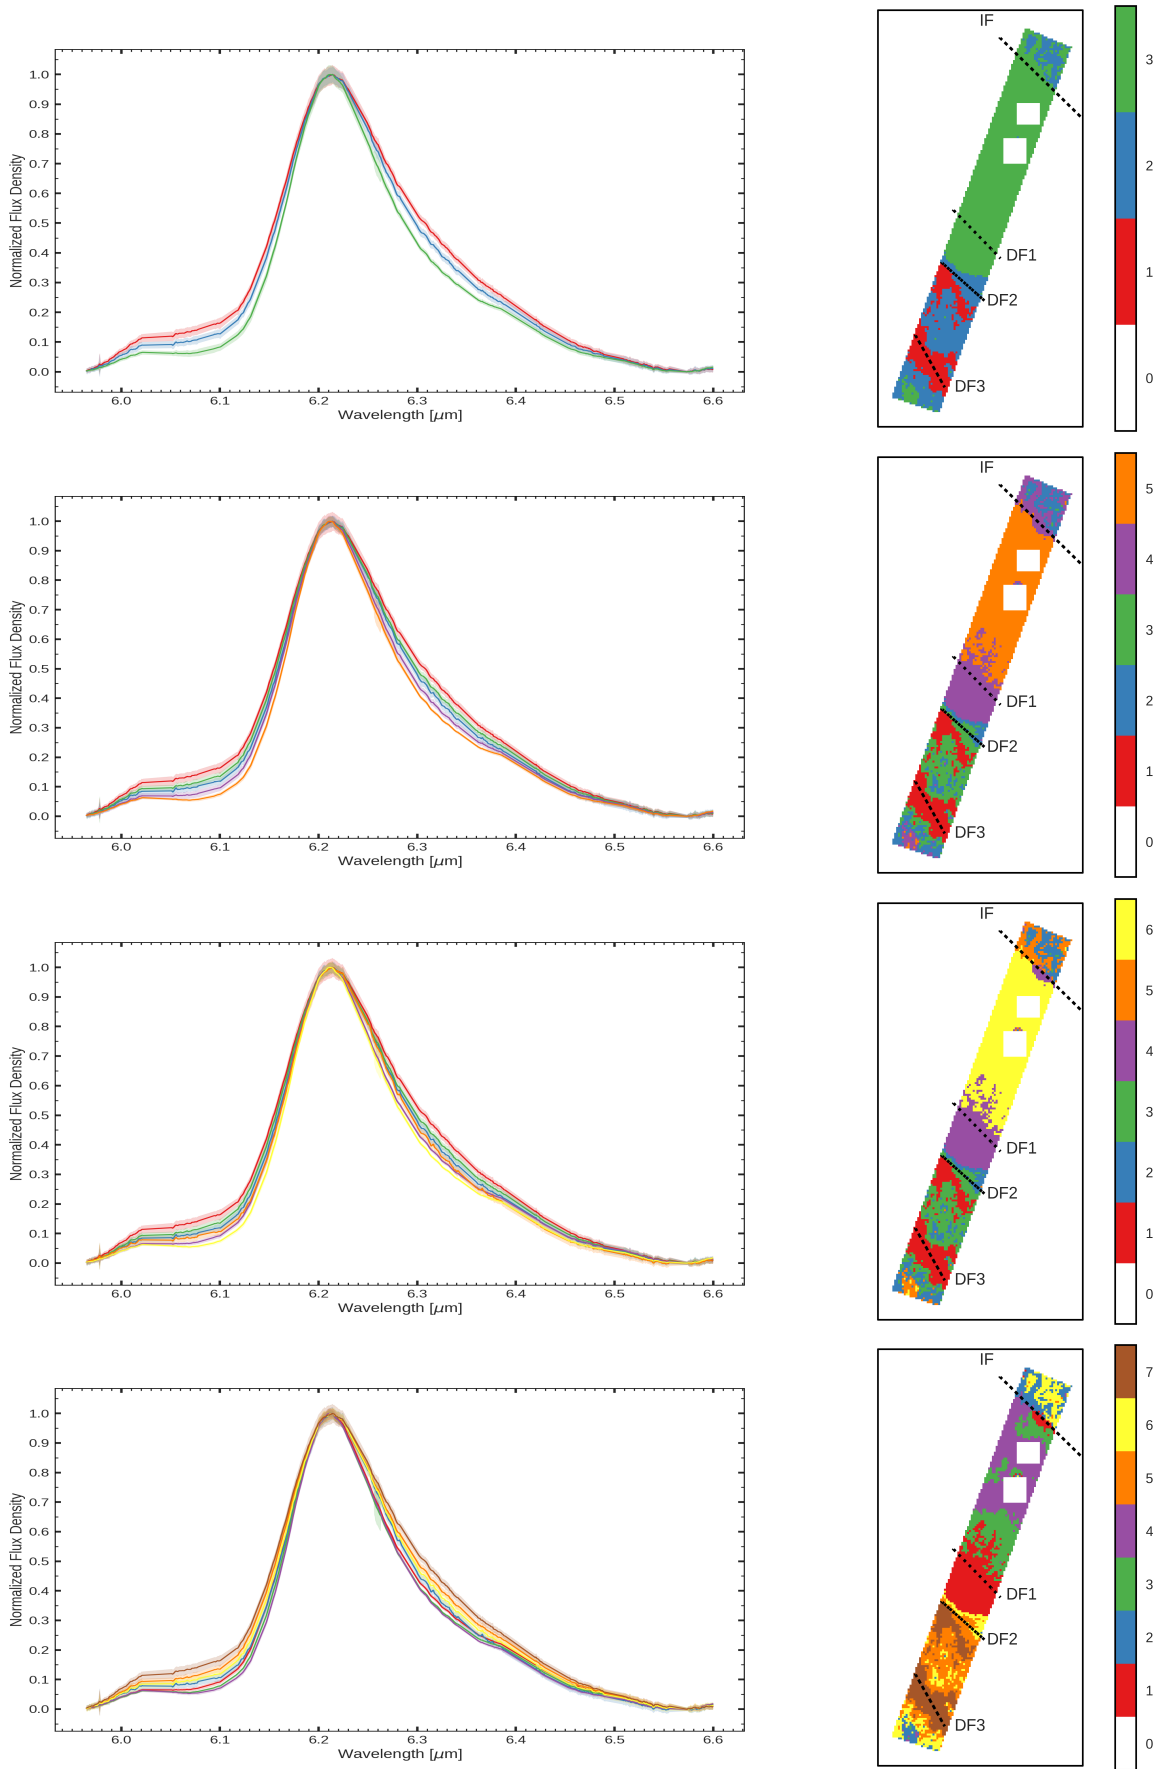 1.0
0.9
0.8
0.7
0.6
0.5
0.4
0.3
0.2
0.1
0.0
Normalized Flux Density
6.0 6.1 6.2 6.3 6.4 6.5 6.6
Wavelength [μm]
IF
DF1
DF2
DF3
3
2
1
0
1.0
0.9
0.8
0.7
0.6
0.5
0.4
0.3
0.2
0.1
0.0
Normalized Flux Density
6.0 6.1 6.2 6.3 6.4 6.5 6.6
Wavelength [μm]
IF
DF1
DF2
DF3
5
4
3
2
1
0
1.0
0.9
0.8
0.7
0.6
0.5
0.4
0.3
0.2
0.1
0.0
Normalized Flux Density
6.0 6.1 6.2 6.3 6.4 6.5 6.6
Wavelength [μm]
IF
DF1
DF2
DF3
6
5
4
3
2
1
0
1.0
0.9
0.8
0.7
0.6
0.5
0.4
0.3
0.2
0.1
0.0
Normalized Flux Density
6.0 6.1 6.2 6.3 6.4 6.5 6.6
Wavelength [μm]
IF
DF1
DF2
DF3
7
6
5
4
3
2
1
0